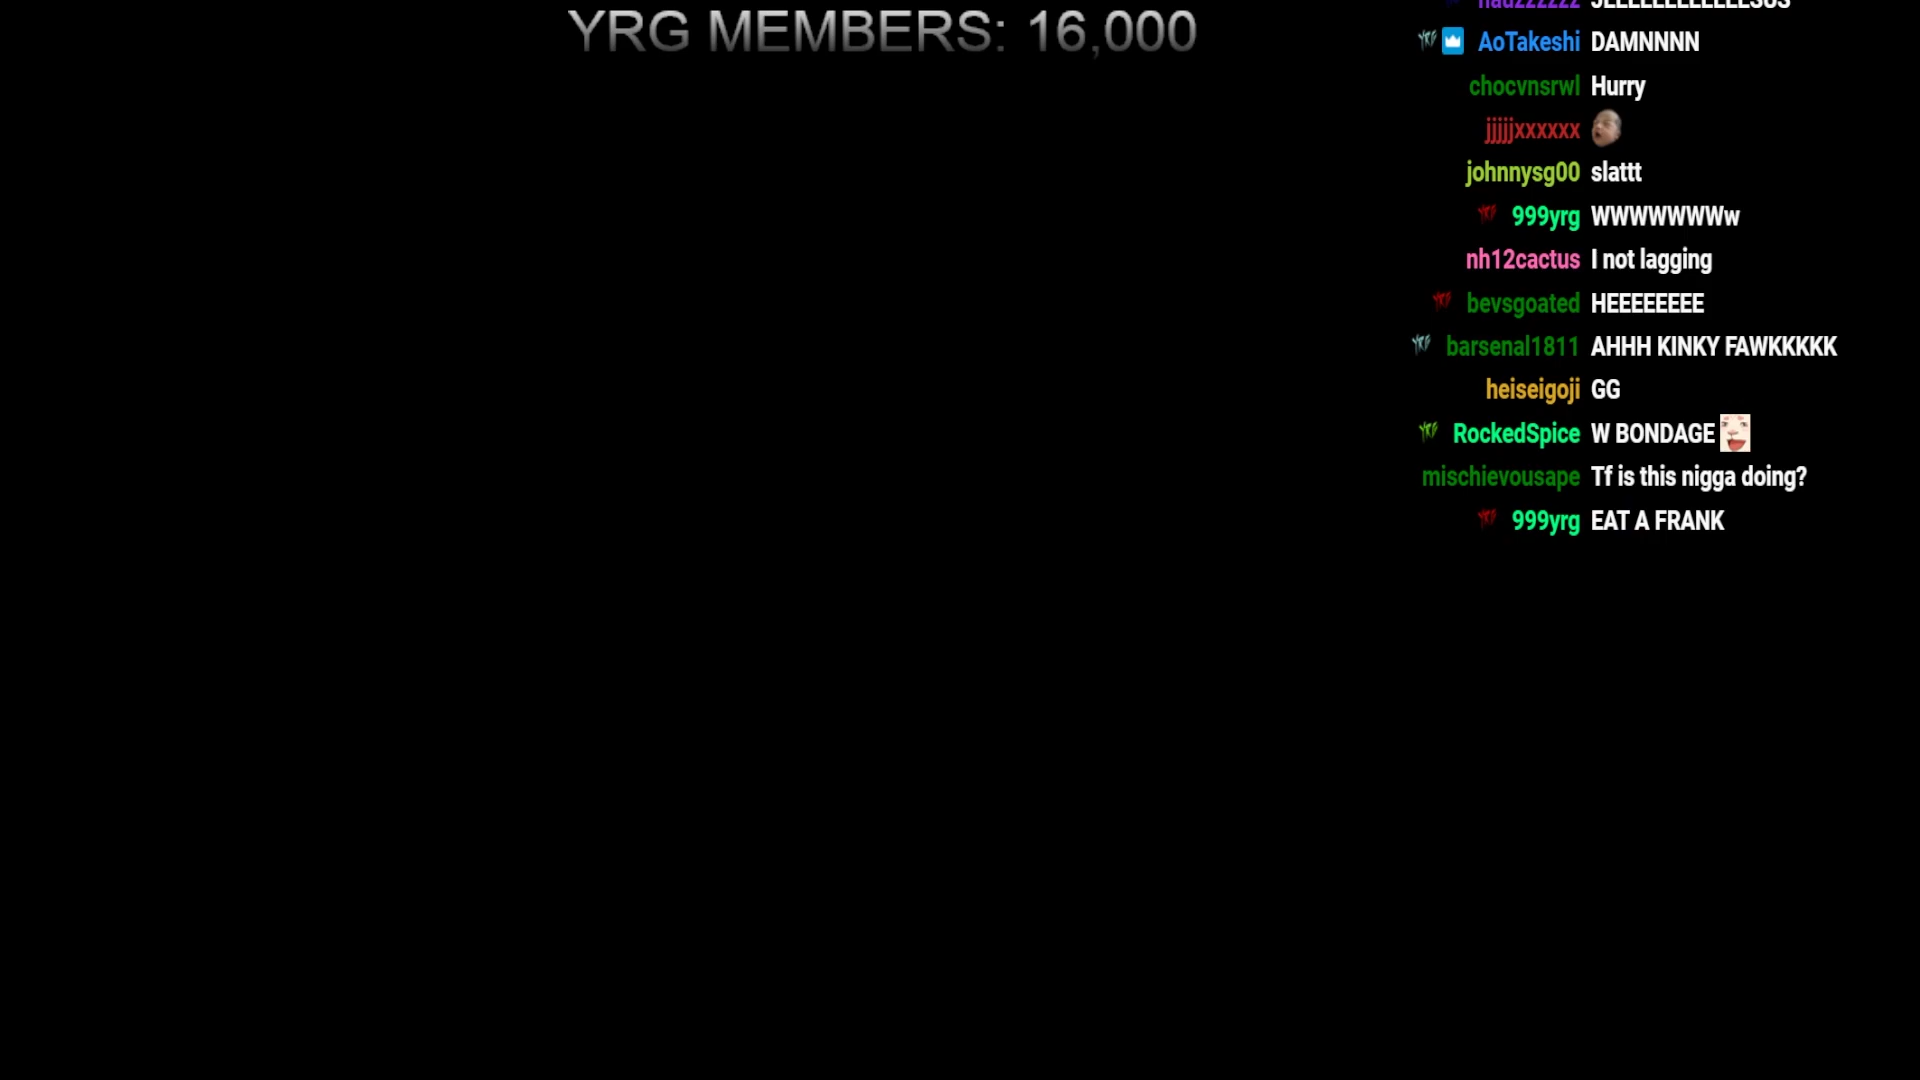 YRG MEMBERS: 16,000
AoTakeshi DAMNNNN
chocvnsrwl Hurry
jjjjjxxxxxx
johnnysg00 slattt
999yrg WWWWWWWw
nh12cactus I not lagging
bevsgoated HEEEEEEEE
barsenal1811 AHHH KINKY FAWKKKKK
heiseigoji GG
RockedSpice W BONDAGE
mischievousape Tf is this nigga doing?
999yrg EAT A FRANK